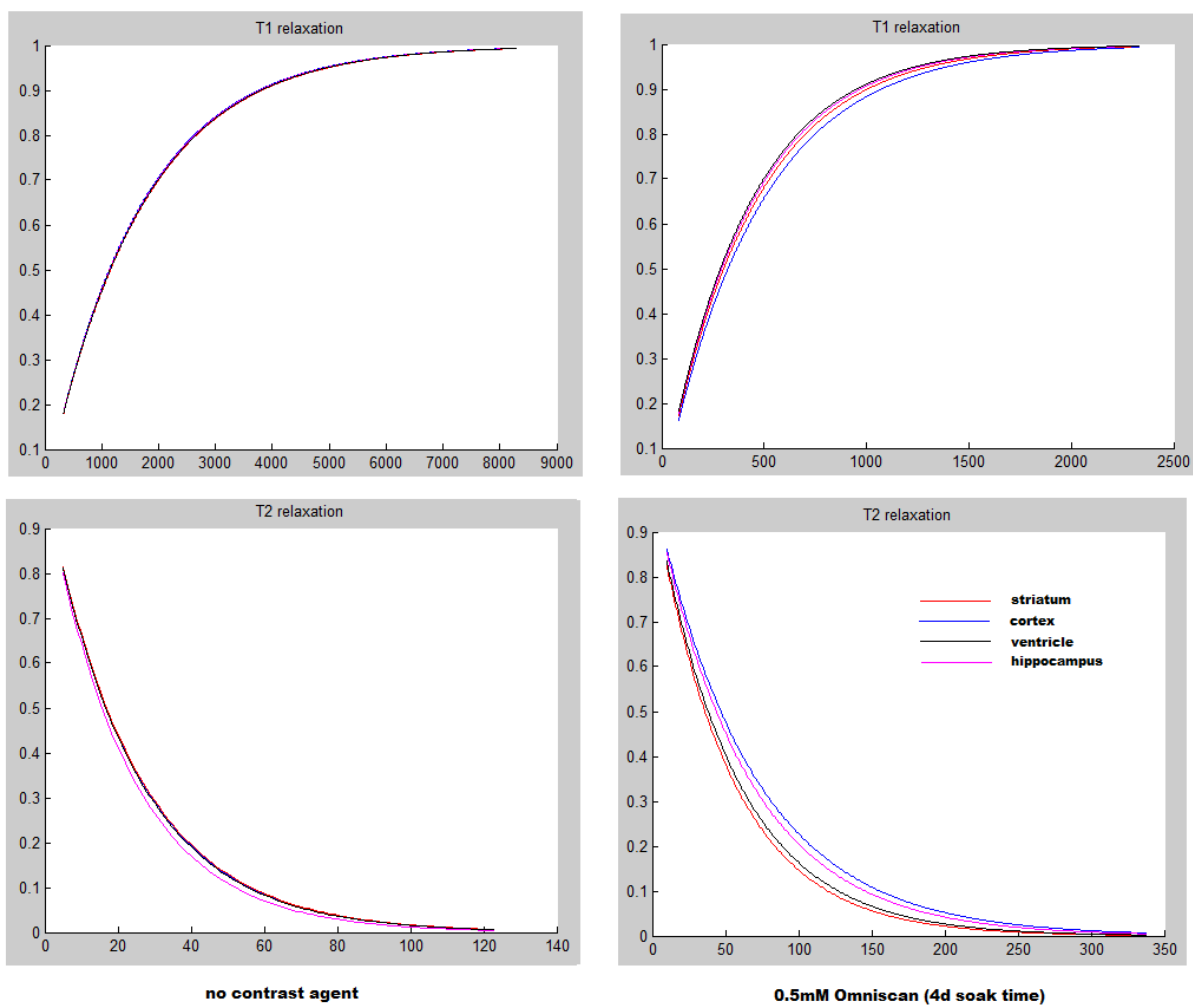 T1 relaxation
1
0.9
0.8
0.7
0.6
0.5
0.4
0.3
0.2
0.1
0 1000 2000 3000 4000 5000 6000 7000 8000 9000
T1 relaxation
1
0.9
0.8
0.7
0.6
0.5
0.4
0.3
0.2
0.1
0 500 1000 1500 2000 2500
T2 relaxation
0.9
0.8
0.7
0.6
0.5
0.4
0.3
0.2
0.1
0
0 20 40 60 80 100 120 140
no contrast agent
T2 relaxation
0.9
0.8
0.7
0.6
0.5
0.4
0.3
0.2
0.1
0
0 50 100 150 200 250 300 350
striatum
cortex
ventricle
hippocampus
0.5mM Omniscan (4d soak time)